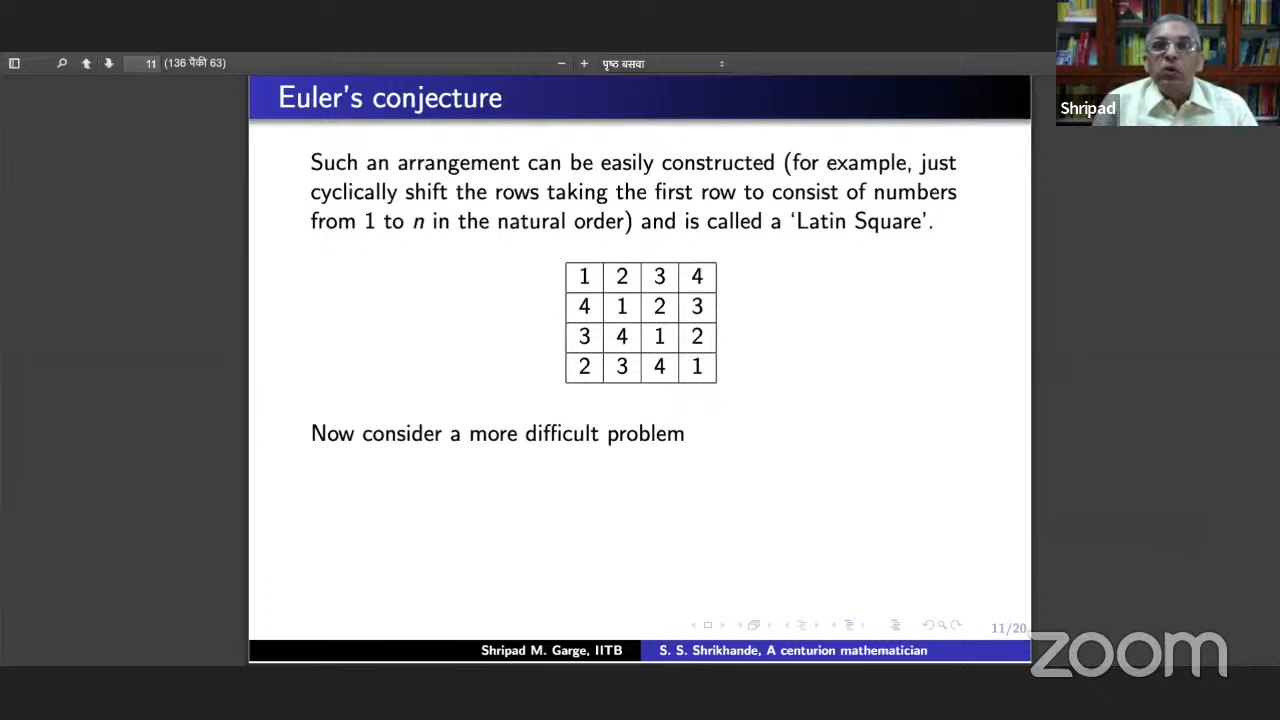 11 (136 पैकी 63)
− + पृष्ठ बसवा
Shripad
Euler's conjecture
Such an arrangement can be easily constructed (for example, just
cyclically shift the rows taking the first row to consist of numbers
from 1 to n in the natural order) and is called a ‘Latin Square’.
1 2 3 4
4 1 2 3
3 4 1 2
2 3 4 1
Now consider a more difficult problem
11/20
Shripad M. Garge, IITB S. S. Shrikhande, A centurion mathematician
zoom